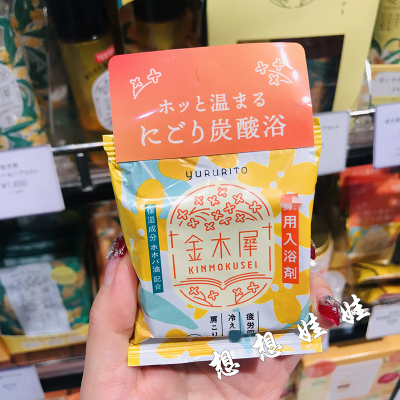 ホッと温まる
にごり炭酸浴
yururito
金木犀
KINMOKUSEI
保湿成分 ホホバ油 配合
用入浴剤
疲労
冷え
肩こり
想想娃娃